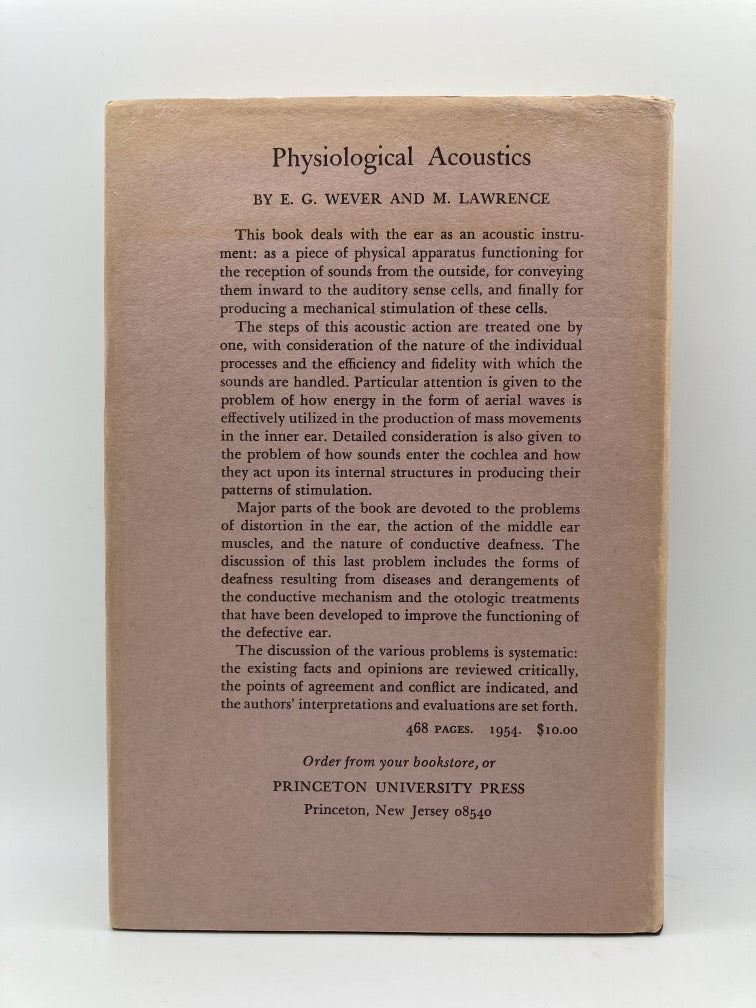 Physiological Acoustics
BY E. G. WEVER AND M. LAWRENCE
This book deals with the ear as an acoustic instru-
ment: as a piece of physical apparatus functioning for
the reception of sounds from the outside, for conveying
them inward to the auditory sense cells, and finally for
producing a mechanical stimulation of these cells.
The steps of this acoustic action are treated one by
one, with consideration of the nature of the individual
processes and the efficiency and fidelity with which the
sounds are handled. Particular attention is given to the
problem of how energy in the form of aerial waves is
effectively utilized in the production of mass movements
in the inner ear. Detailed consideration is also given to
the problem of how sounds enter the cochlea and how
they act upon its internal structures in producing their
patterns of stimulation.
Major parts of the book are devoted to the problems
of distortion in the ear, the action of the middle ear
muscles, and the nature of conductive deafness. The
discussion of this last problem includes the forms of
deafness resulting from diseases and derangements of
the conductive mechanism and the otologic treatments
that have been developed to improve the functioning of
the defective ear.
The discussion of the various problems is systematic:
the existing facts and opinions are reviewed critically,
the points of agreement and conflict are indicated, and
the authors' interpretations and evaluations are set forth.
468 PAGES. 1954. $10.00
Order from your bookstore, or
PRINCETON UNIVERSITY PRESS
Princeton, New Jersey 08540